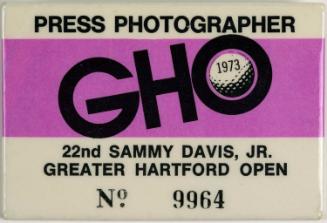 PRESS PHOTOGRAPHER
GHO
1973
22nd SAMMY DAVIS, JR.
GREATER HARTFORD OPEN
No. 9964